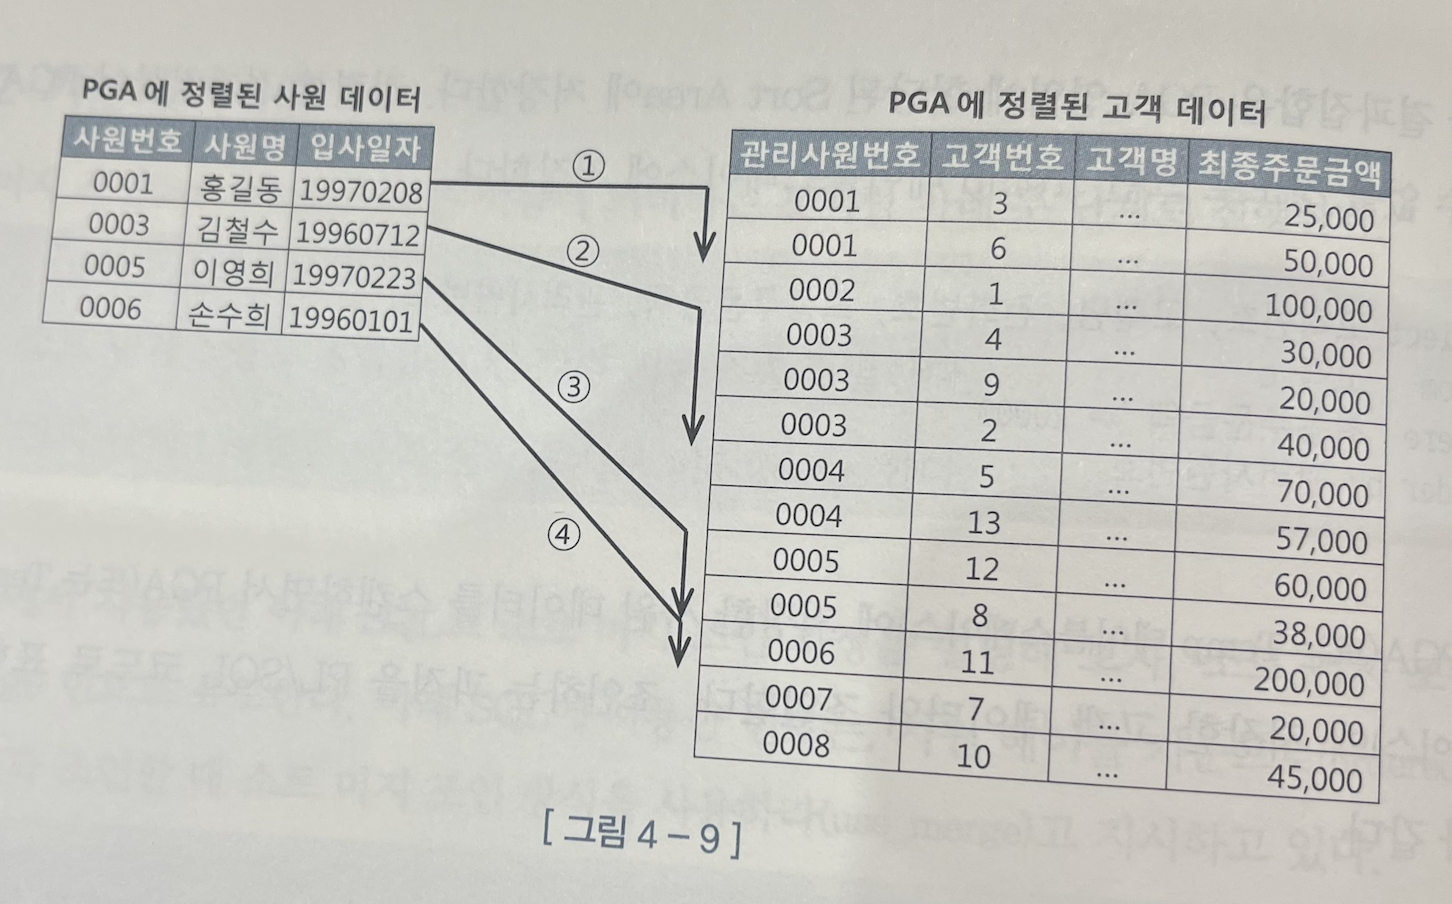 PGA에 정렬된 사원 데이터
사원번호 사원명 입사일자
0001 홍길동 19970208
0003 김철수 19960712
0005 이영희 19970223
0006 손수희 19960101
①
②
③
④
PGA에 정렬된 고객 데이터
관리사원번호 고객번호 고객명 최종주문금액
0001 3 ... 25,000
0001 6 ... 50,000
0002 1 ... 100,000
0003 4 ... 30,000
0003 9 ... 20,000
0003 2 ... 40,000
0004 5 ... 70,000
0004 13 ... 57,000
0005 12 ... 60,000
0005 8 ... 38,000
0006 11 ... 200,000
0007 7 ... 20,000
0008 10 ... 45,000
[ 그림 4 – 9 ]